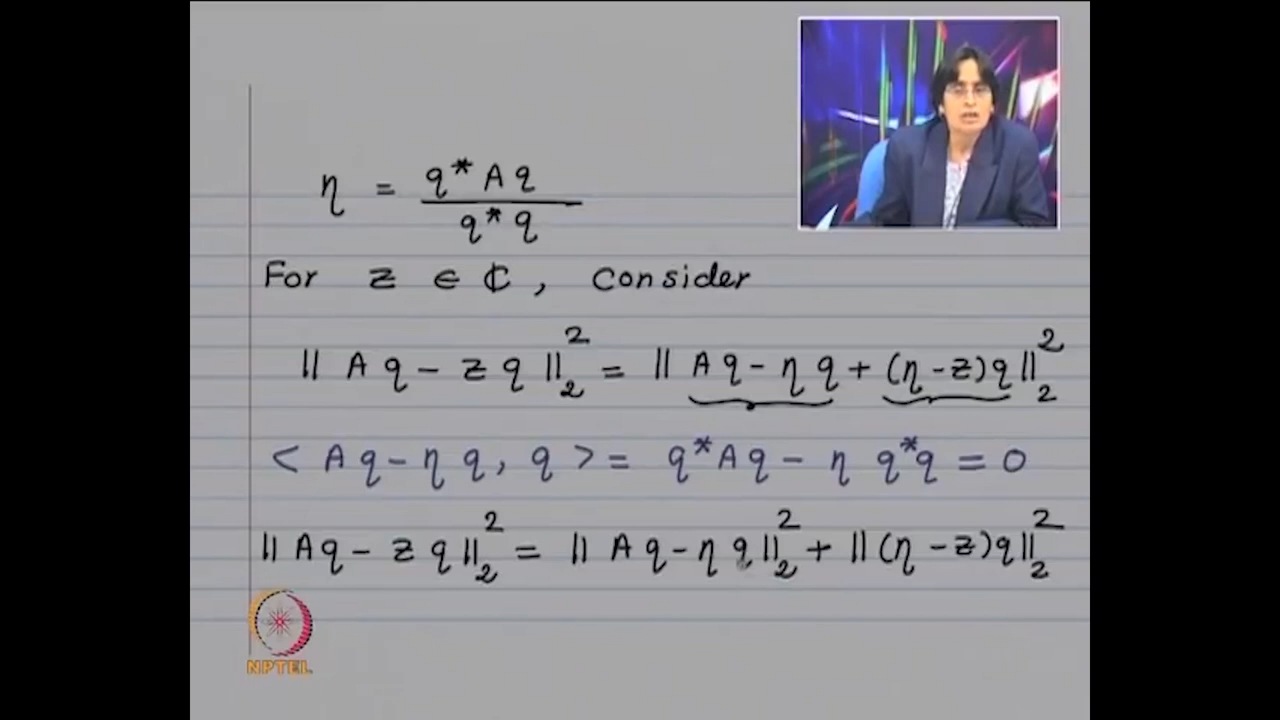 η = q*Aq / q*q
For z ∈ ℂ, Consider
|| Aq - zq ||₂² = || Aq - ηq + (η - z)q ||₂²
< Aq - ηq, q > = q*Aq - η q*q = 0
|| Aq - zq ||₂² = || Aq - ηq ||₂² + || (η - z)q ||₂²
NPTEL